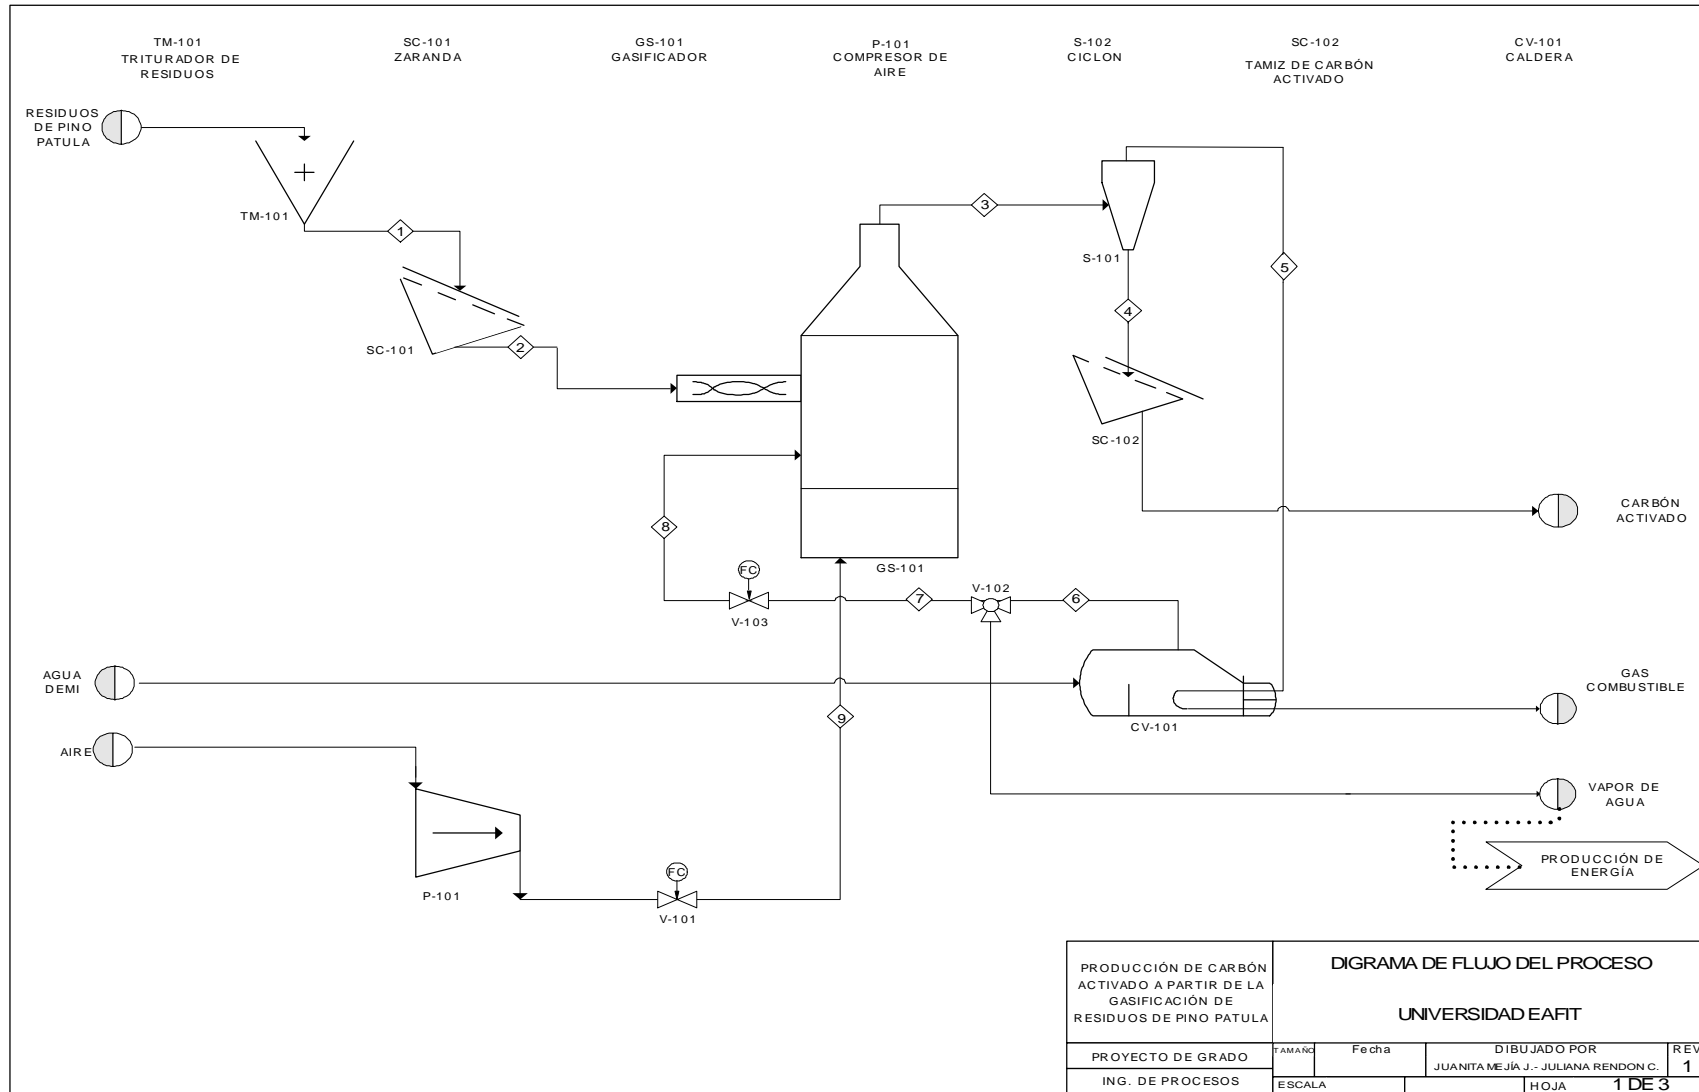 TM-101
TRITURADOR DE
RESIDUOS
SC-101
ZARANDA
GS-101
GASIFICADOR
P-101
COMPRESOR DE
AIRE
S-102
CICLON
SC-102
TAMIZ DE CARBÓN
ACTIVADO
CV-101
CALDERA
RESIDUOS
DE PINO
PATULA
TM-101
1
SC-101
2
3
S-101
4
5
SC-102
CARBÓN
ACTIVADO
8
GS-101
FC
V-103
7
V-102
6
AGUA
DEMI
CV-101
GAS
COMBUSTIBLE
9
AIRE
P-101
FC
V-101
VAPOR DE
AGUA
PRODUCCIÓN DE
ENERGÍA
PRODUCCIÓN DE CARBÓN
ACTIVADO A PARTIR DE LA
GASIFICACIÓN DE
RESIDUOS DE PINO PATULA
DIGRAMA DE FLUJO DEL PROCESO
UNIVERSIDAD EAFIT
PROYECTO DE GRADO
ING. DE PROCESOS
TAMAÑO
Fecha
DIBUJADO POR
JUANITA MEJÍA J.- JULIANA RENDON C.
REV
1
ESCALA
HOJA
1 DE 3